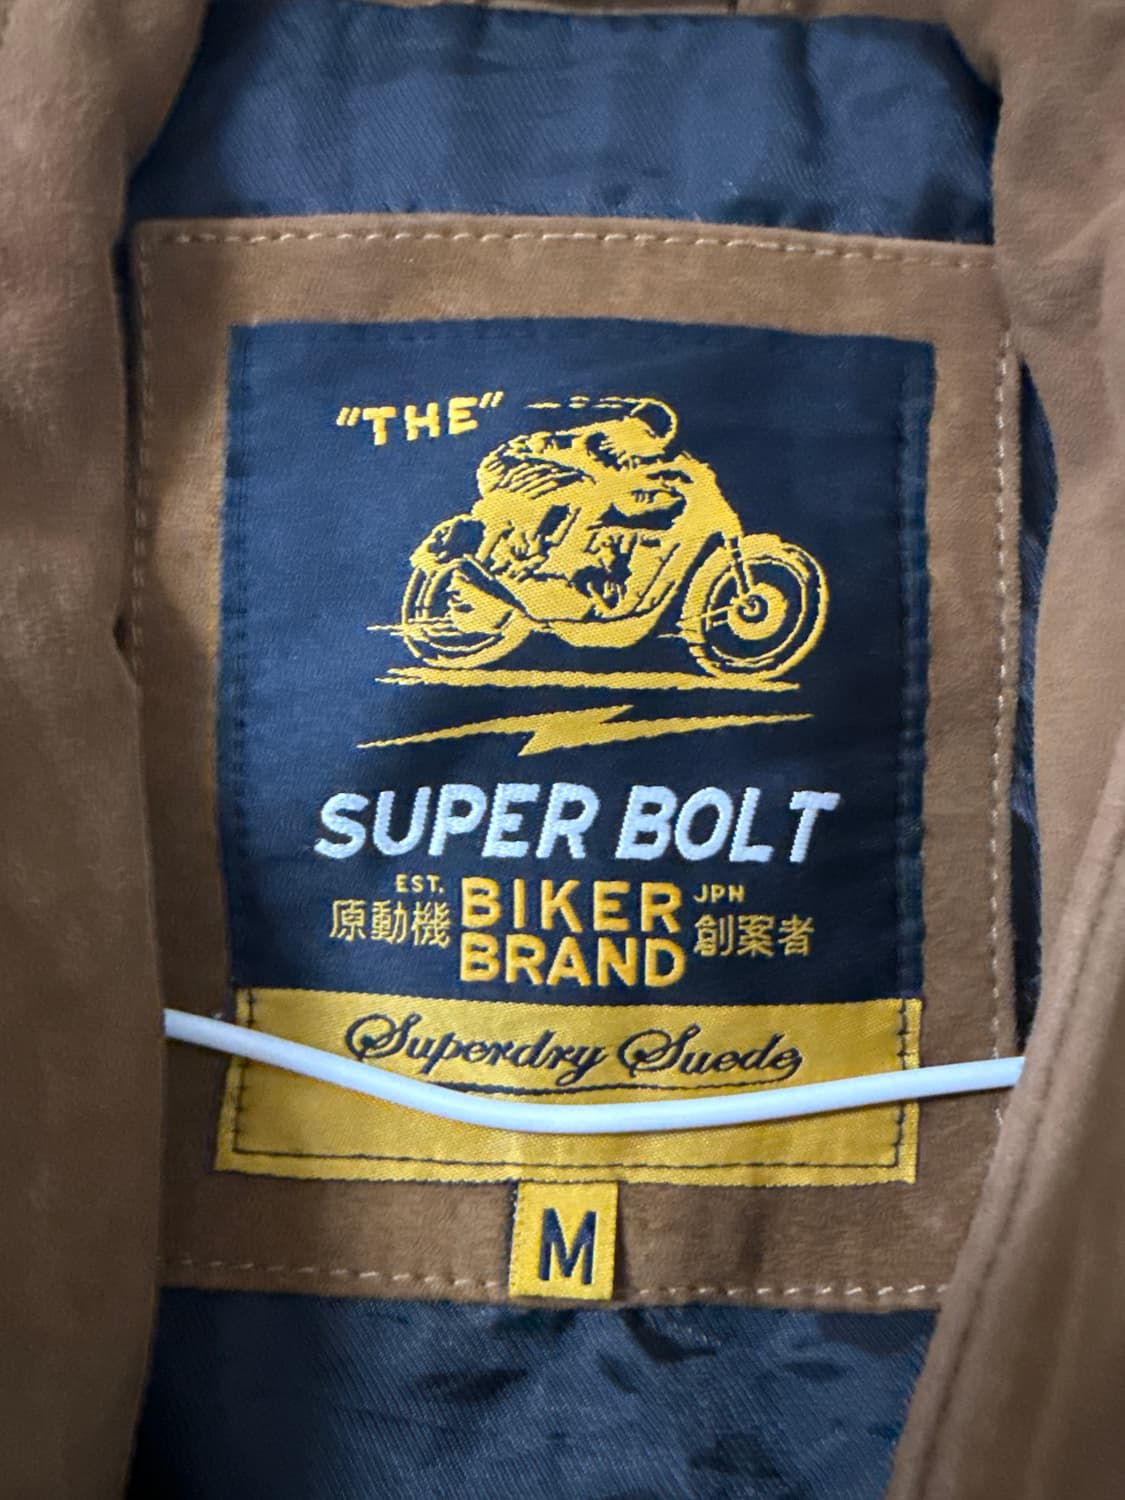 "THE"
SUPER BOLT
EST. BIKER JPN
原動機 BRAND 創案者
Superdry Suede
M